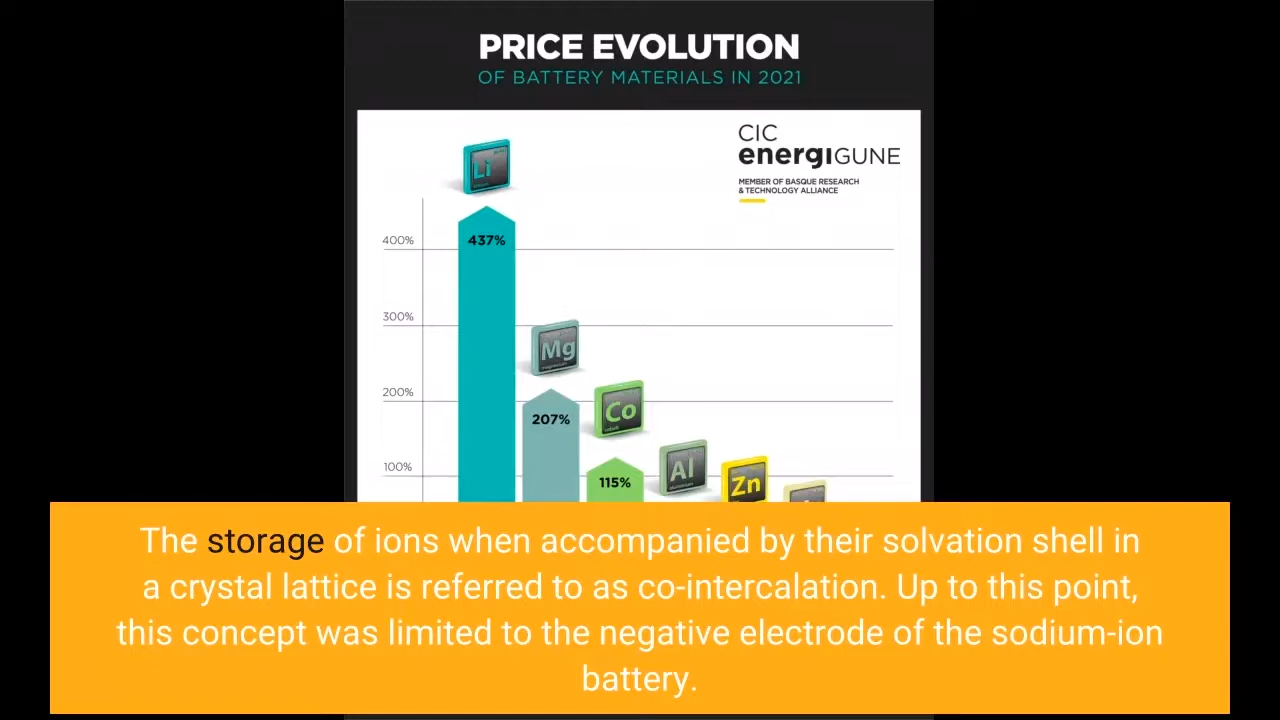 PRICE EVOLUTION
OF BATTERY MATERIALS IN 2021
CIC
energiGUNE
MEMBER OF BASQUE RESEARCH
& TECHNOLOGY ALLIANCE
Li
437%
400%
300%
Mg
magnesium
200%
207%
Co
cobalt
100%
115%
Al
aluminium
Zn
The storage of ions when accompanied by their solvation shell in
a crystal lattice is referred to as co-intercalation. Up to this point,
this concept was limited to the negative electrode of the sodium-ion
battery.